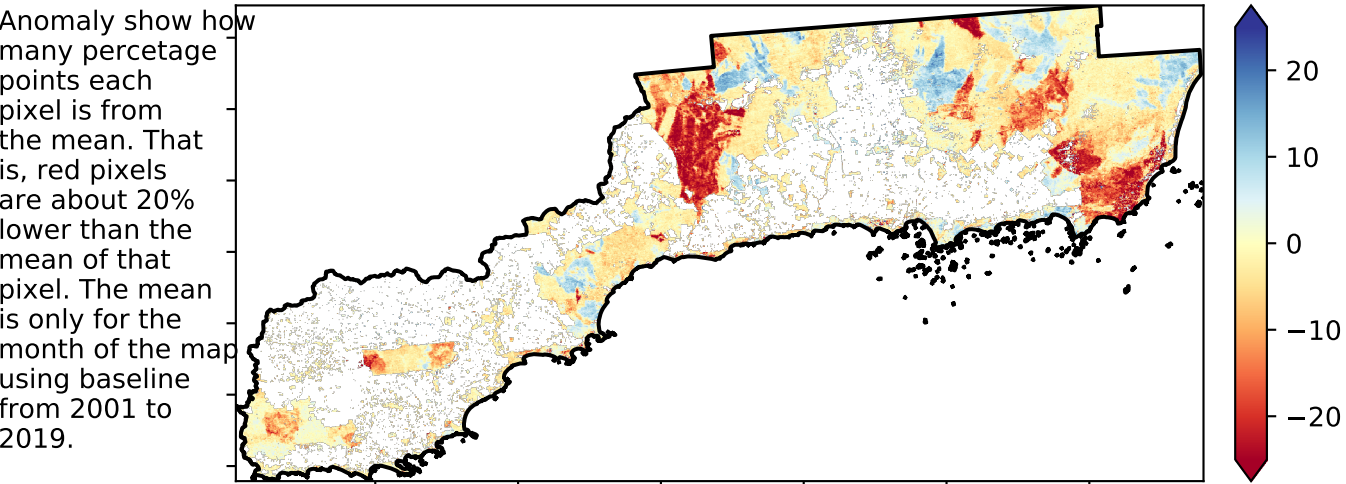 Anomaly show how
many percetage
points each
pixel is from
the mean. That
is, red pixels
are about 20%
lower than the
mean of that
pixel. The mean
is only for the
month of the map
using baseline
from 2001 to
2019.
20
10
0
−10
−20